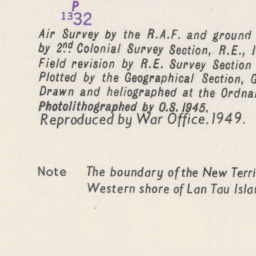 P
1332
Air Survey by the R.A.F. and ground
by 2nd Colonial Survey Section, R.E.,
Field revision by R.E. Survey Section
Plotted by the Geographical Section,
Drawn and heliographed at the Ordna
Photolithographed by O.S. 1945.
Reproduced by War Office. 1949.
Note The boundary of the New Terri
Western shore of Lan Tau Islan